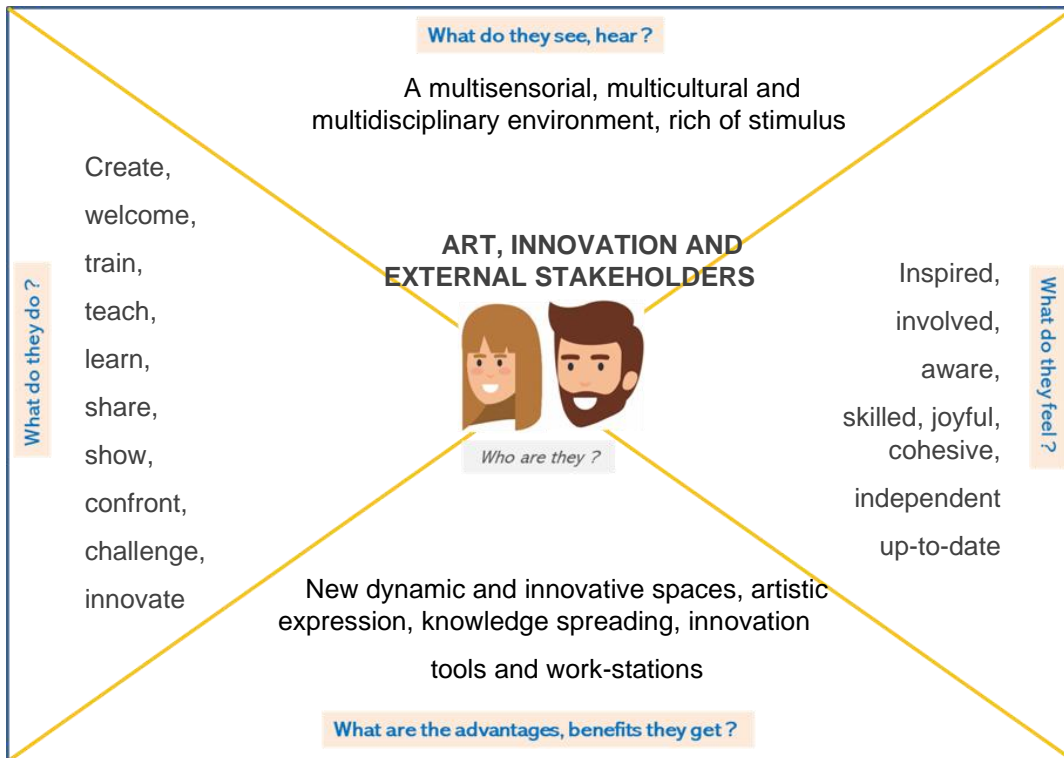 What do they see, hear ?
A multisensorial, multicultural and
multidisciplinary environment, rich of stimulus
What do they do ?
Create,
welcome,
train,
teach,
learn,
share,
show,
confront,
challenge,
innovate
ART, INNOVATION AND
EXTERNAL STAKEHOLDERS
Who are they ?
Inspired,
involved,
aware,
skilled, joyful,
cohesive,
independent
up-to-date
What do they feel ?
New dynamic and innovative spaces, artistic
expression, knowledge spreading, innovation
tools and work-stations
What are the advantages, benefits they get ?